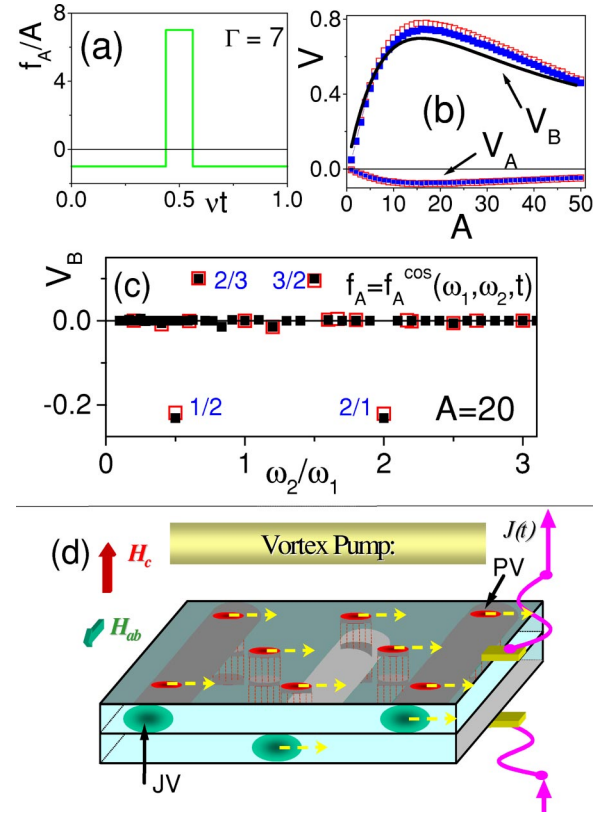 (a)
Γ = 7
f_A/A
8
4
0
0.0 0.5 1.0
νt
(b)
V
0.8
0.4
0.0
V_B
V_A
0 10 20 30 40 50
A
(c)
V_B
0.0
-0.2
2/3 3/2 f_A=f_A^cos(ω_1,ω_2,t)
1/2 2/1 A=20
0 1 2 3
ω_2/ω_1
(d)
Vortex Pump:
J(t)
H_c
PV
H_ab
JV